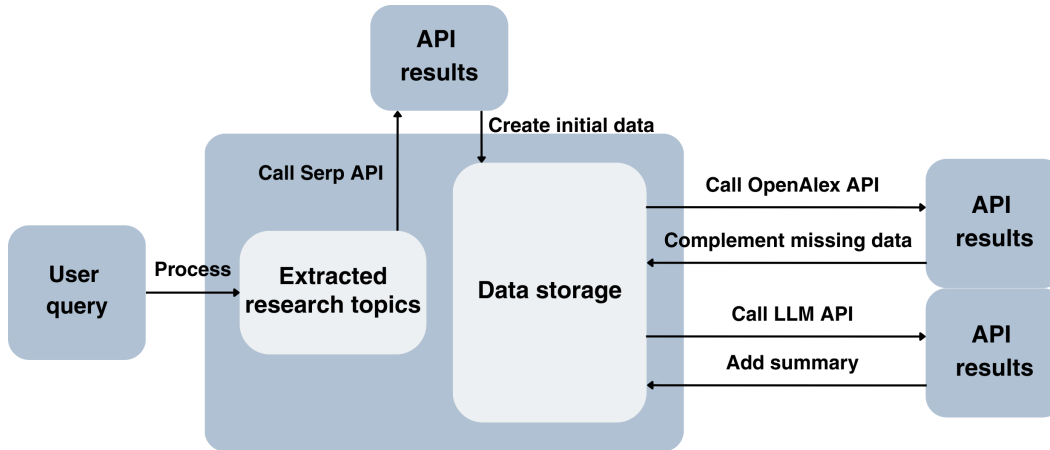 API
results
Create initial data
Call Serp API
User
query
Process
Extracted
research topics
Data storage
Call OpenAlex API
Complement missing data
API
results
Call LLM API
Add summary
API
results